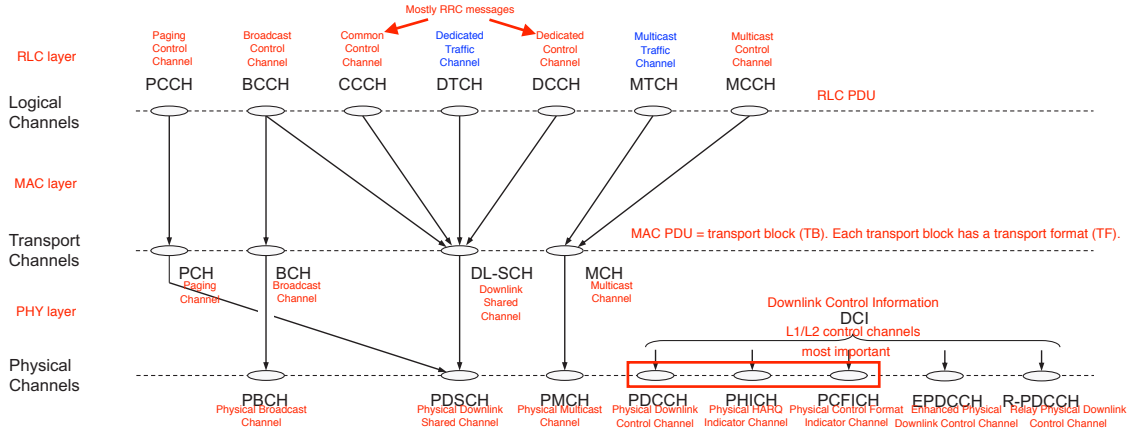 Mostly RRC messages
RLC layer
Paging
Control
Channel
Broadcast
Control
Channel
Common
Control
Channel
Dedicated
Traffic
Channel
Dedicated
Control
Channel
Multicast
Traffic
Channel
Multicast
Control
Channel
PCCH
BCCH
CCCH
DTCH
DCCH
MTCH
MCCH
Logical
Channels
RLC PDU
MAC layer
Transport
Channels
MAC PDU = transport block (TB). Each transport block has a transport format (TF).
PCH
Paging
Channel
BCH
Broadcast
Channel
DL-SCH
Downlink
Shared
Channel
MCH
Multicast
Channel
PHY layer
Downlink Control Information
DCI
L1/L2 control channels
most important
Physical
Channels
PBCH
Physical Broadcast
Channel
PDSCH
Physical Downlink
Shared Channel
PMCH
Physical Multicast
Channel
PDCCH
Physical Downlink
Control Channel
PHICH
Physical HARQ
Indicator Channel
PCFICH
Physical Control Format
Indicator Channel
EPDCCH
Enhanced Physical
Downlink Control Channel
R-PDCCH
Relay Physical Downlink
Control Channel